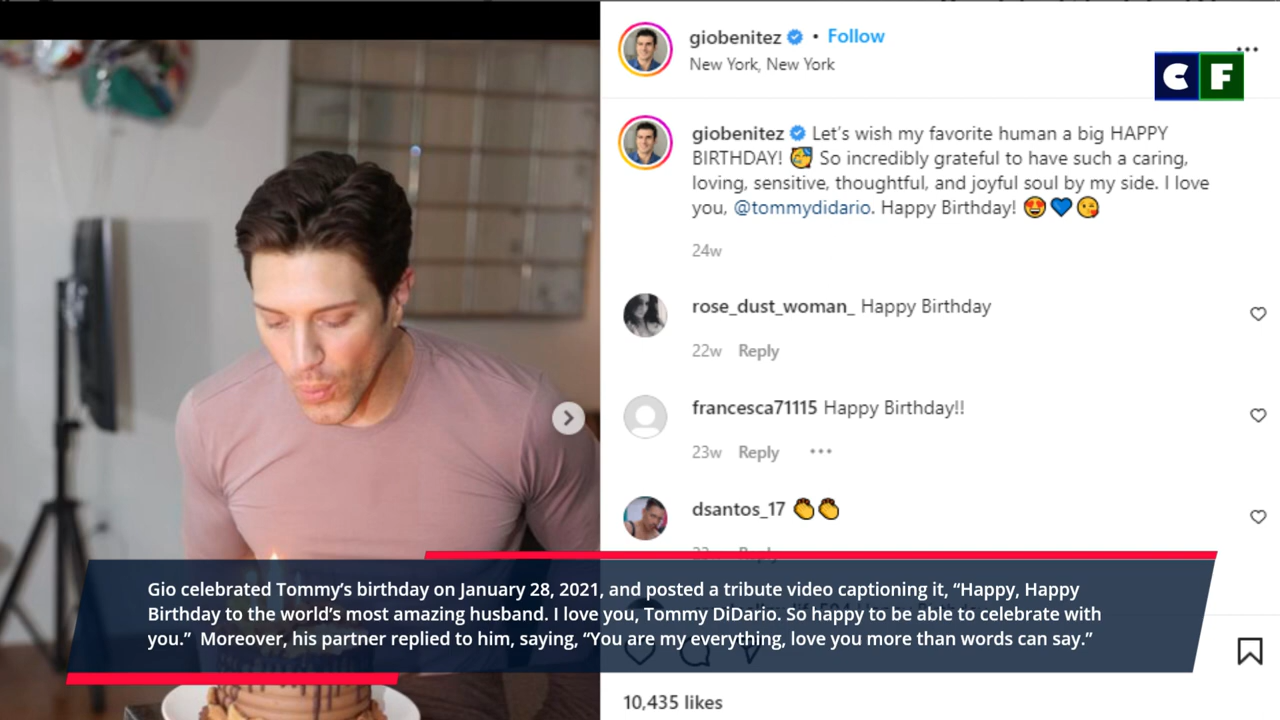 giobenitez • Follow
New York, New York
C F
giobenitez Let's wish my favorite human a big HAPPY
BIRTHDAY! 🥳 So incredibly grateful to have such a caring,
loving, sensitive, thoughtful, and joyful soul by my side. I love
you, @tommydidario. Happy Birthday! 😍💙😘
24w
rose_dust_woman_ Happy Birthday
22w Reply
francesca71115 Happy Birthday!!
23w Reply •••
dsantos_17 👏👏
Gio celebrated Tommy’s birthday on January 28, 2021, and posted a tribute video captioning it, “Happy, Happy
Birthday to the world’s most amazing husband. I love you, Tommy DiDario. So happy to be able to celebrate with
you.” Moreover, his partner replied to him, saying, “You are my everything, love you more than words can say.”
10,435 likes